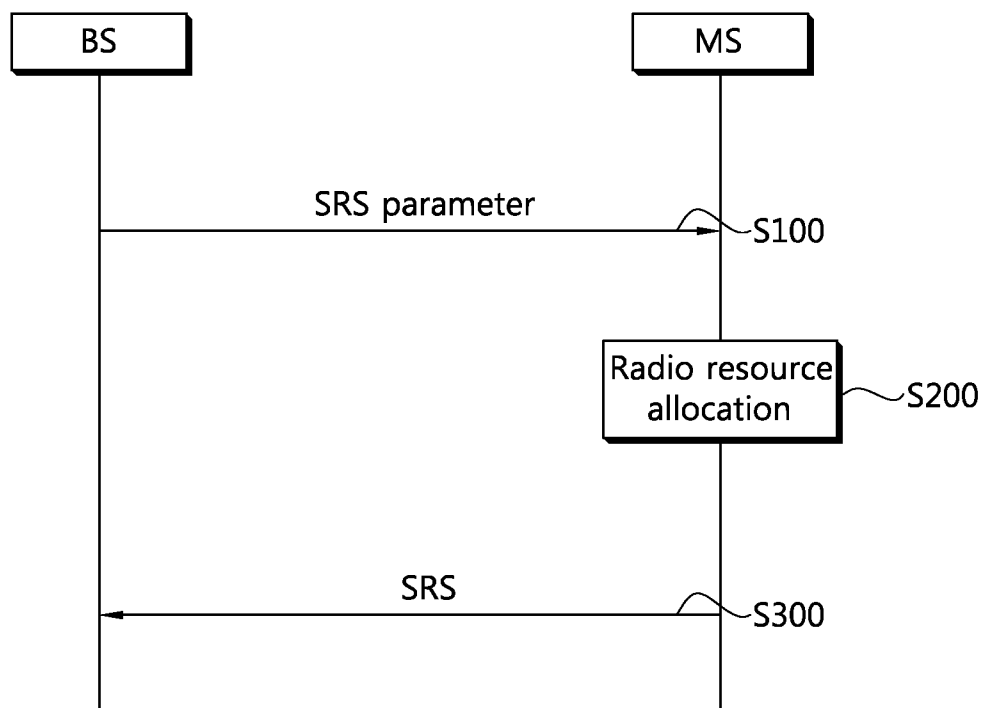 BS
MS
SRS parameter
S100
Radio resource
allocation
S200
SRS
S300